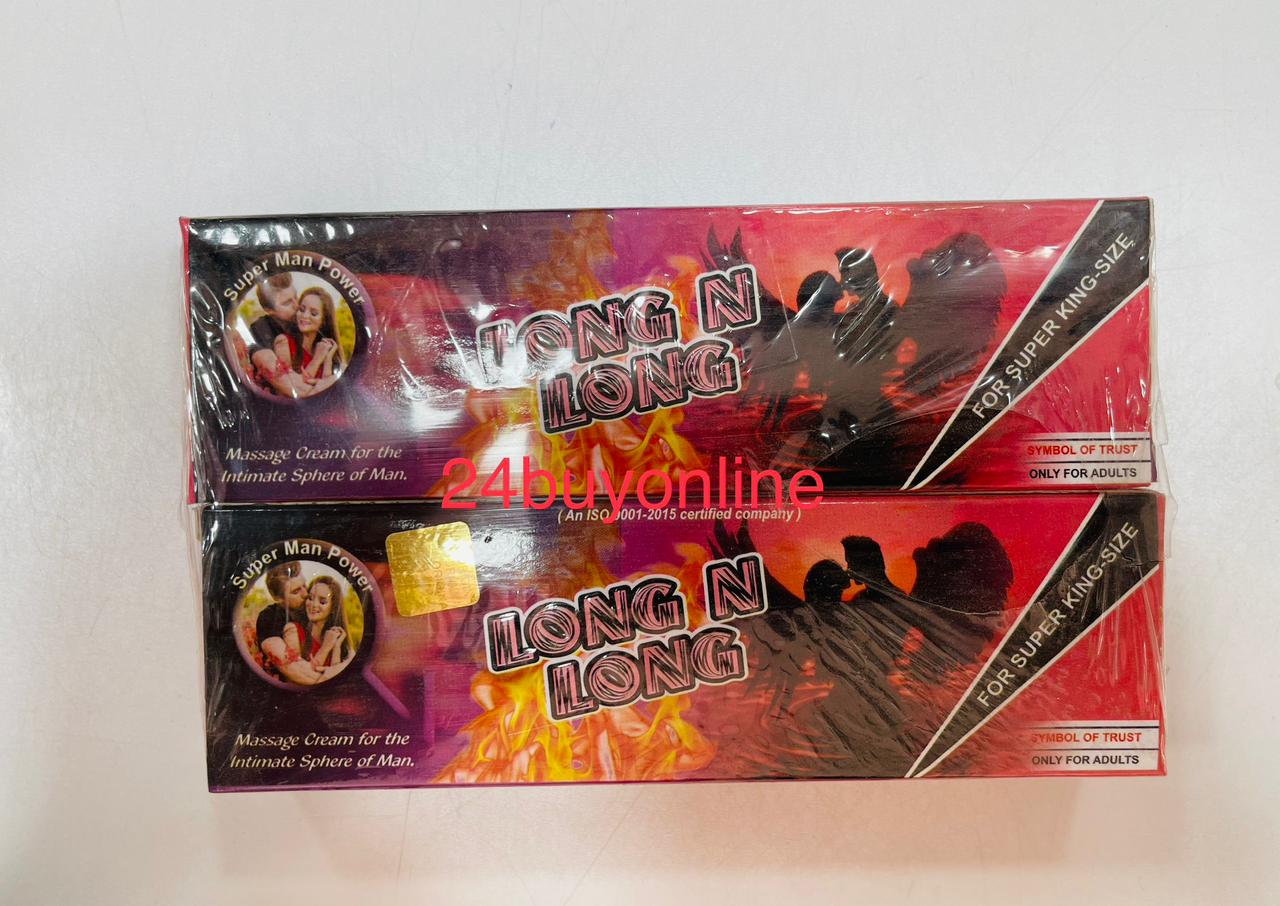 Super Man Power
LONG N
LONG
FOR SUPER KING-SIZE
Massage Cream for the
Intimate Sphere of Man.
SYMBOL OF TRUST
ONLY FOR ADULTS
24buyonline
( An ISO 9001-2015 certified company )
Super Man Power
LONG N
LONG
FOR SUPER KING-SIZE
Massage Cream for the
Intimate Sphere of Man.
SYMBOL OF TRUST
ONLY FOR ADULTS